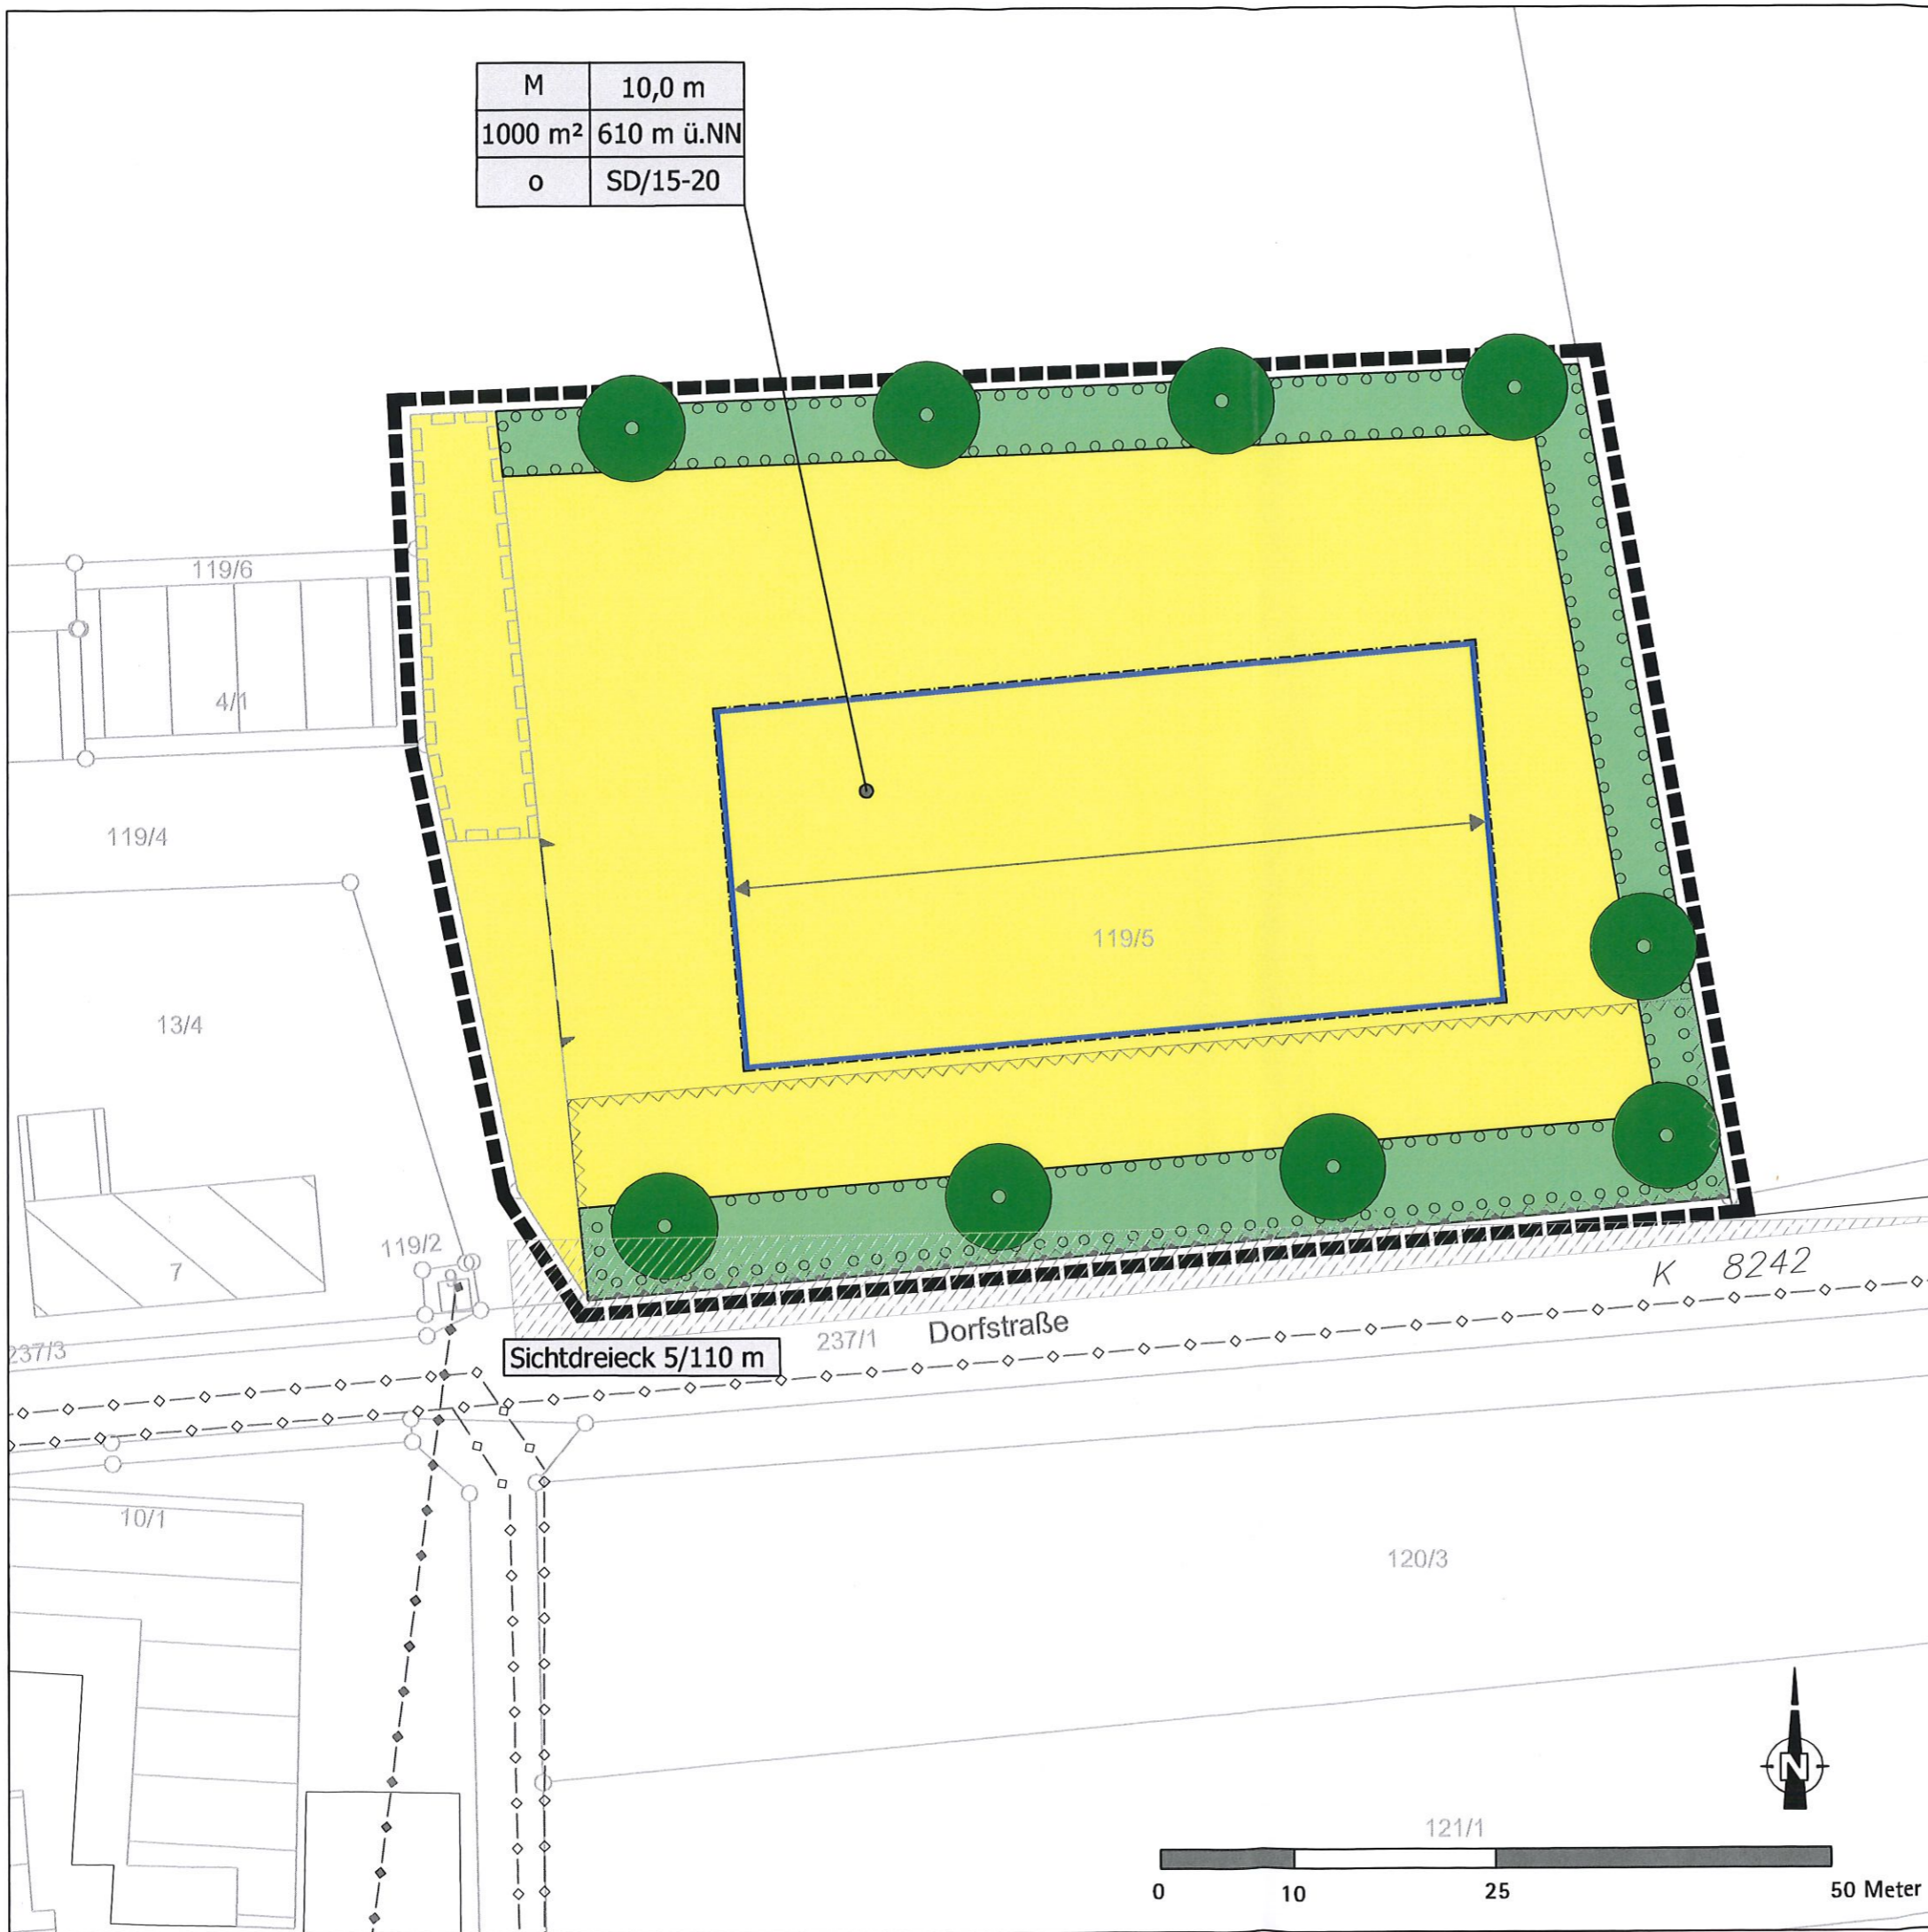 M 10,0 m
1000 m² 610 m ü.NN
o SD/15-20
119/6
4/1
119/4
119/5
13/4
119/2
7
K 8242
Dorfstraße
237/1
237/3
Sichtdreieck 5/110 m
10/1
120/3
N
121/1
0 10 25 50 Meter